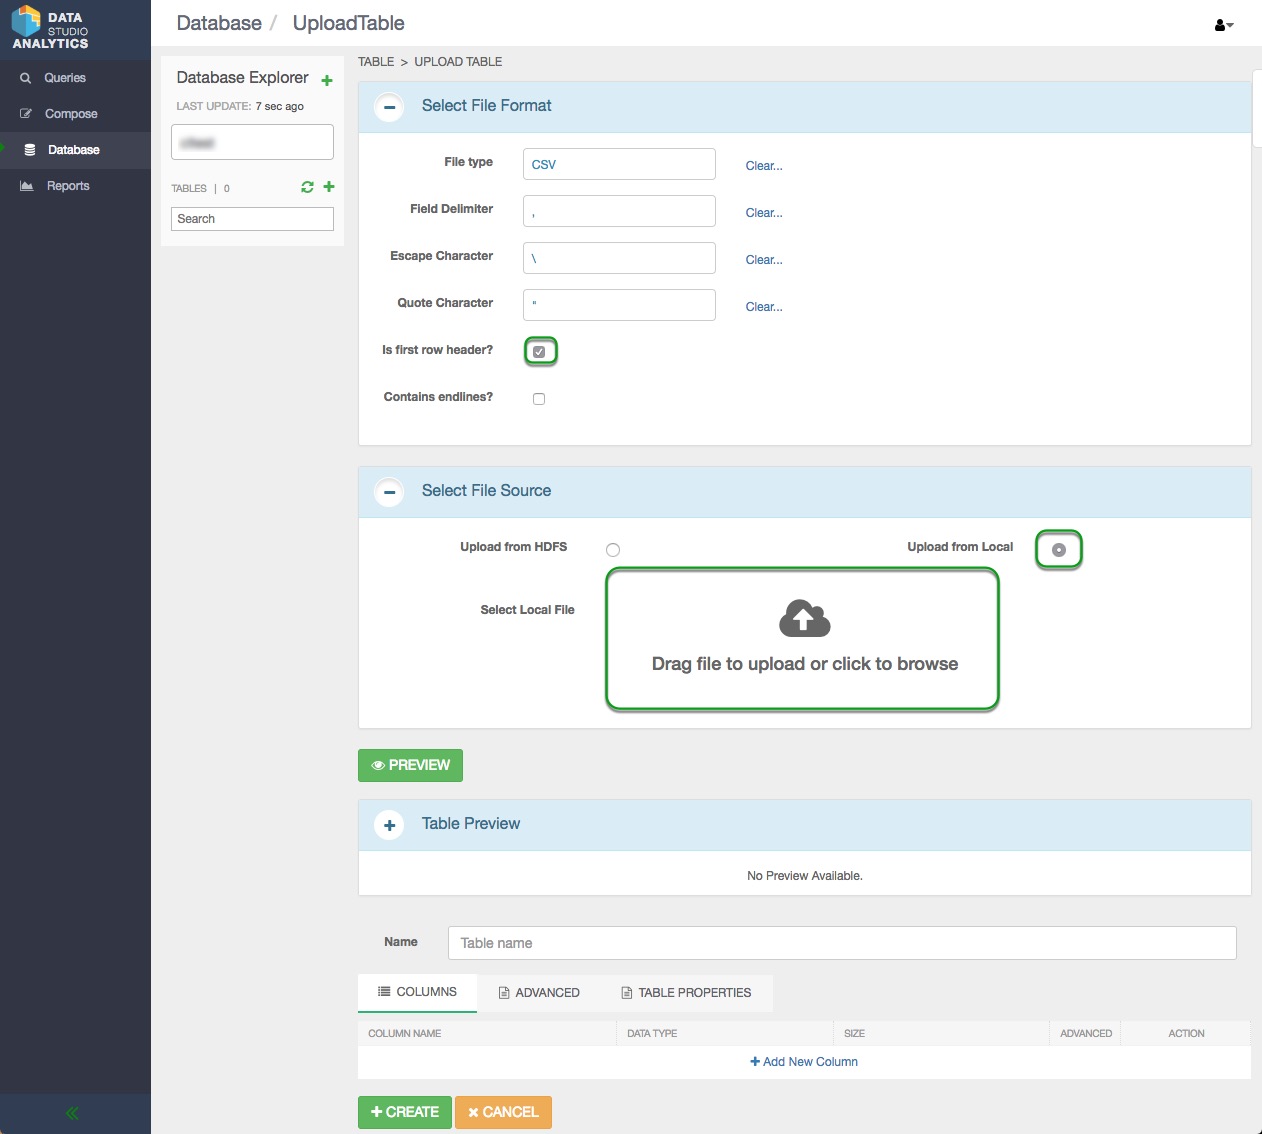 DATA
STUDIO
ANALYTICS
Database / UploadTable
Queries
Compose
Database
Reports
Database Explorer
LAST UPDATE: 7 sec ago
TABLES | 0
Search
TABLE > UPLOAD TABLE
Select File Format
File type CSV Clear...
Field Delimiter , Clear...
Escape Character \ Clear...
Quote Character " Clear...
Is first row header?
Contains endlines?
Select File Source
Upload from HDFS Upload from Local
Select Local File
Drag file to upload or click to browse
PREVIEW
Table Preview
No Preview Available.
Name Table name
COLUMNS ADVANCED TABLE PROPERTIES
COLUMN NAME DATA TYPE SIZE ADVANCED ACTION
Add New Column
CREATE CANCEL